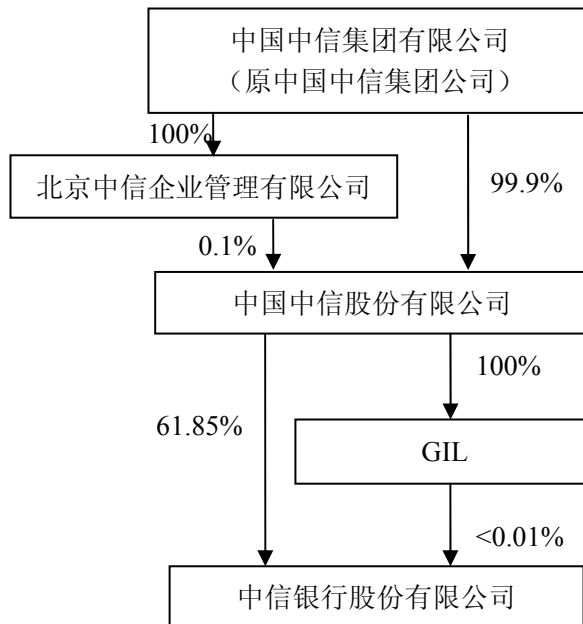 中国中信集团有限公司
（原中国中信集团公司）
100%
北京中信企业管理有限公司
99.9%
0.1%
中国中信股份有限公司
100%
61.85%
GIL
<0.01%
中信银行股份有限公司